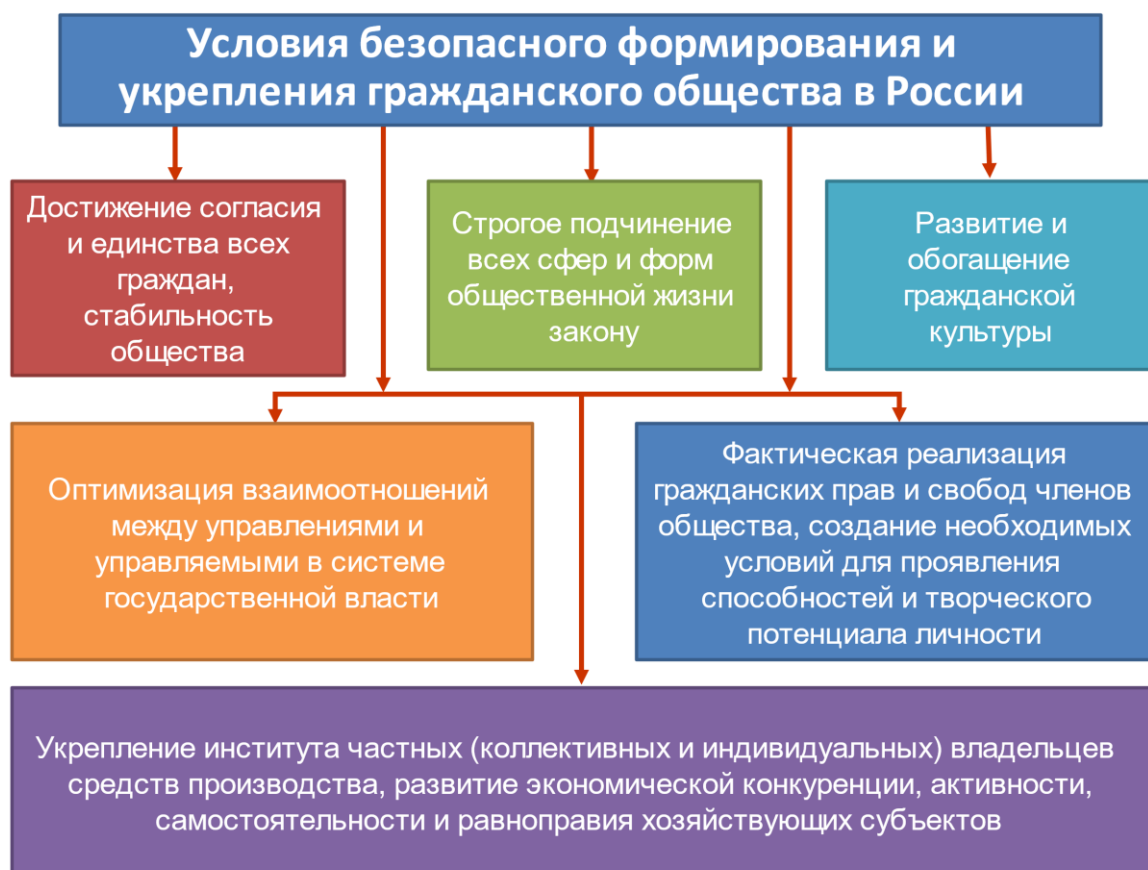 Условия безопасного формирования и
укрепления гражданского общества в России
Достижение согласия
и единства всех
граждан,
стабильность
общества
Строгое подчинение
всех сфер и форм
общественной жизни
закону
Развитие и
обогащение
гражданской
культуры
Оптимизация взаимоотношений
между управлениями и
управляемыми в системе
государственной власти
Фактическая реализация
гражданских прав и свобод членов
общества, создание необходимых
условий для проявления
способностей и творческого
потенциала личности
Укрепление института частных (коллективных и индивидуальных) владельцев
средств производства, развитие экономической конкуренции, активности,
самостоятельности и равноправия хозяйствующих субъектов